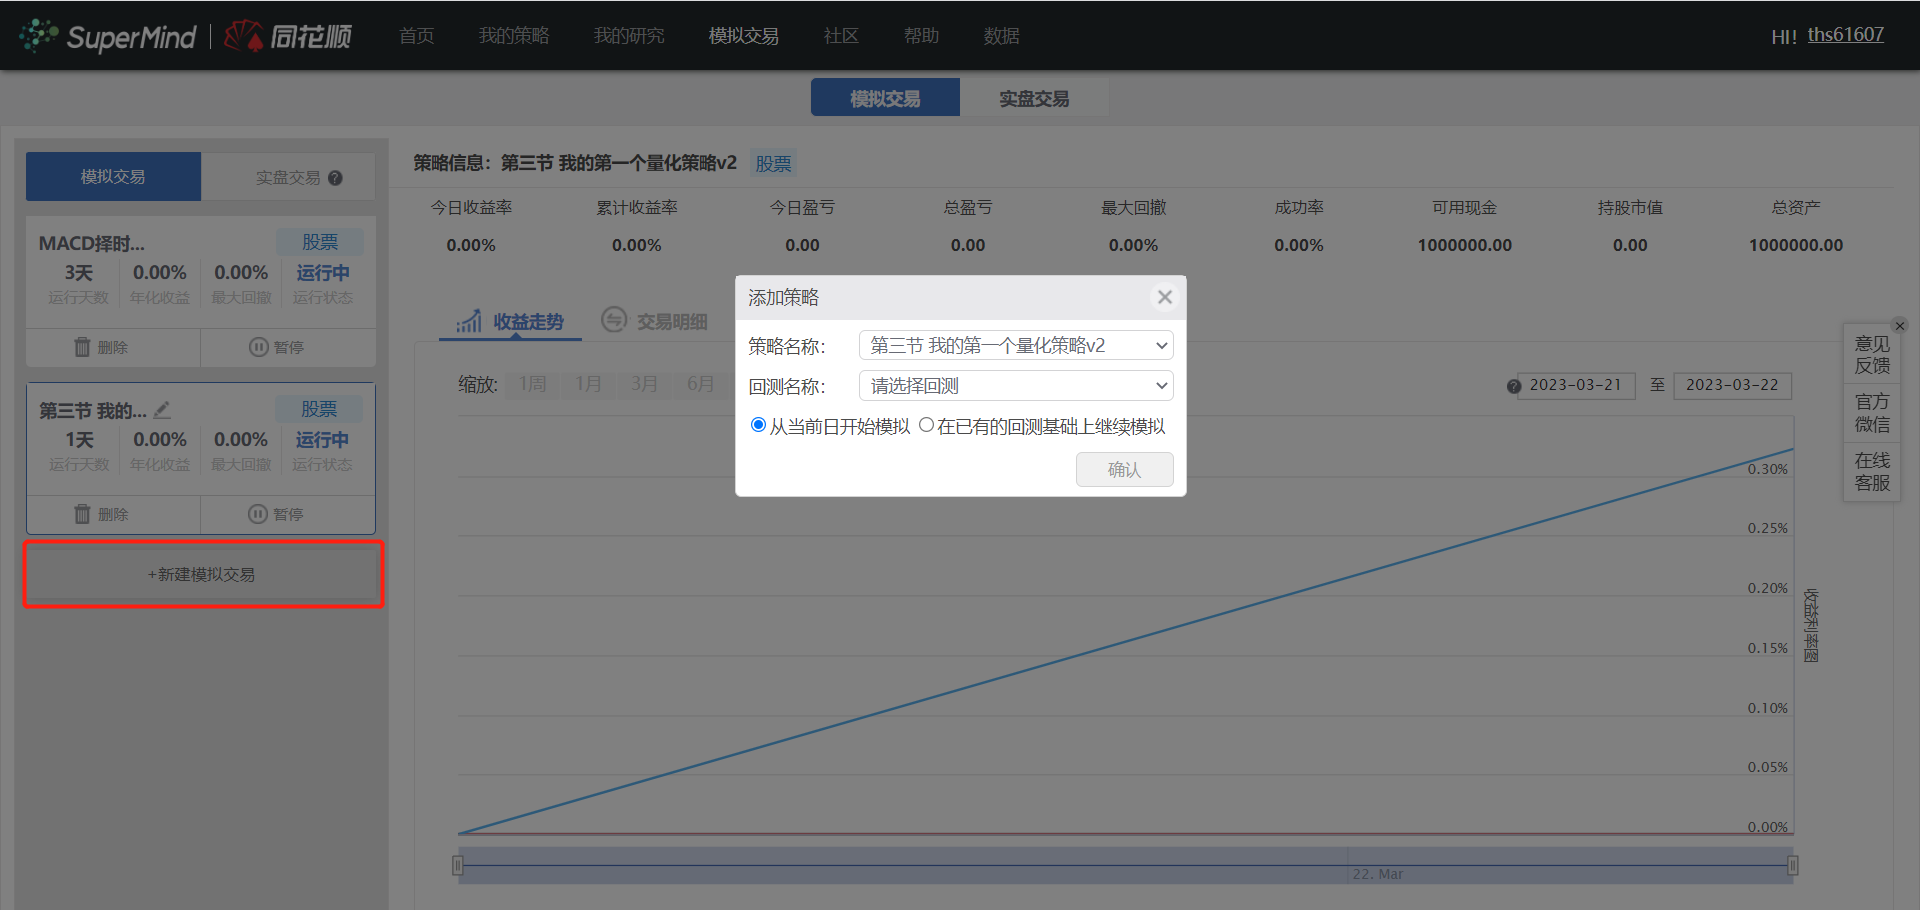 SuperMind | 同花顺 首页 我的策略 我的研究 模拟交易 社区 帮助 数据 HI! ths61607
模拟交易 实盘交易
模拟交易 实盘交易 ?
MACD择时... 股票
3天 0.00% 0.00% 运行中
运行天数 年化收益 最大回撤 运行状态
删除 暂停
第三节 我的... 股票
1天 0.00% 0.00% 运行中
运行天数 年化收益 最大回撤 运行状态
删除 暂停
+新建模拟交易
策略信息：第三节 我的第一个量化策略v2 股票
今日收益率 累计收益率 今日盈亏 总盈亏 最大回撤 成功率 可用现金 持股市值 总资产
0.00% 0.00% 0.00 0.00 0.00% 0.00% 1000000.00 0.00 1000000.00
收益走势 交易明细
缩放: 1周 1月 3月 6月
? 2023-03-21 至 2023-03-22
添加策略
策略名称： 第三节 我的第一个量化策略v2
回测名称： 请选择回测
从当前日开始模拟 在已有的回测基础上继续模拟
确认
0.30%
0.25%
0.20%
0.15%
0.10%
0.05%
0.00%
收益利率图
22. Mar
意见
反馈
官方
微信
在线
客服